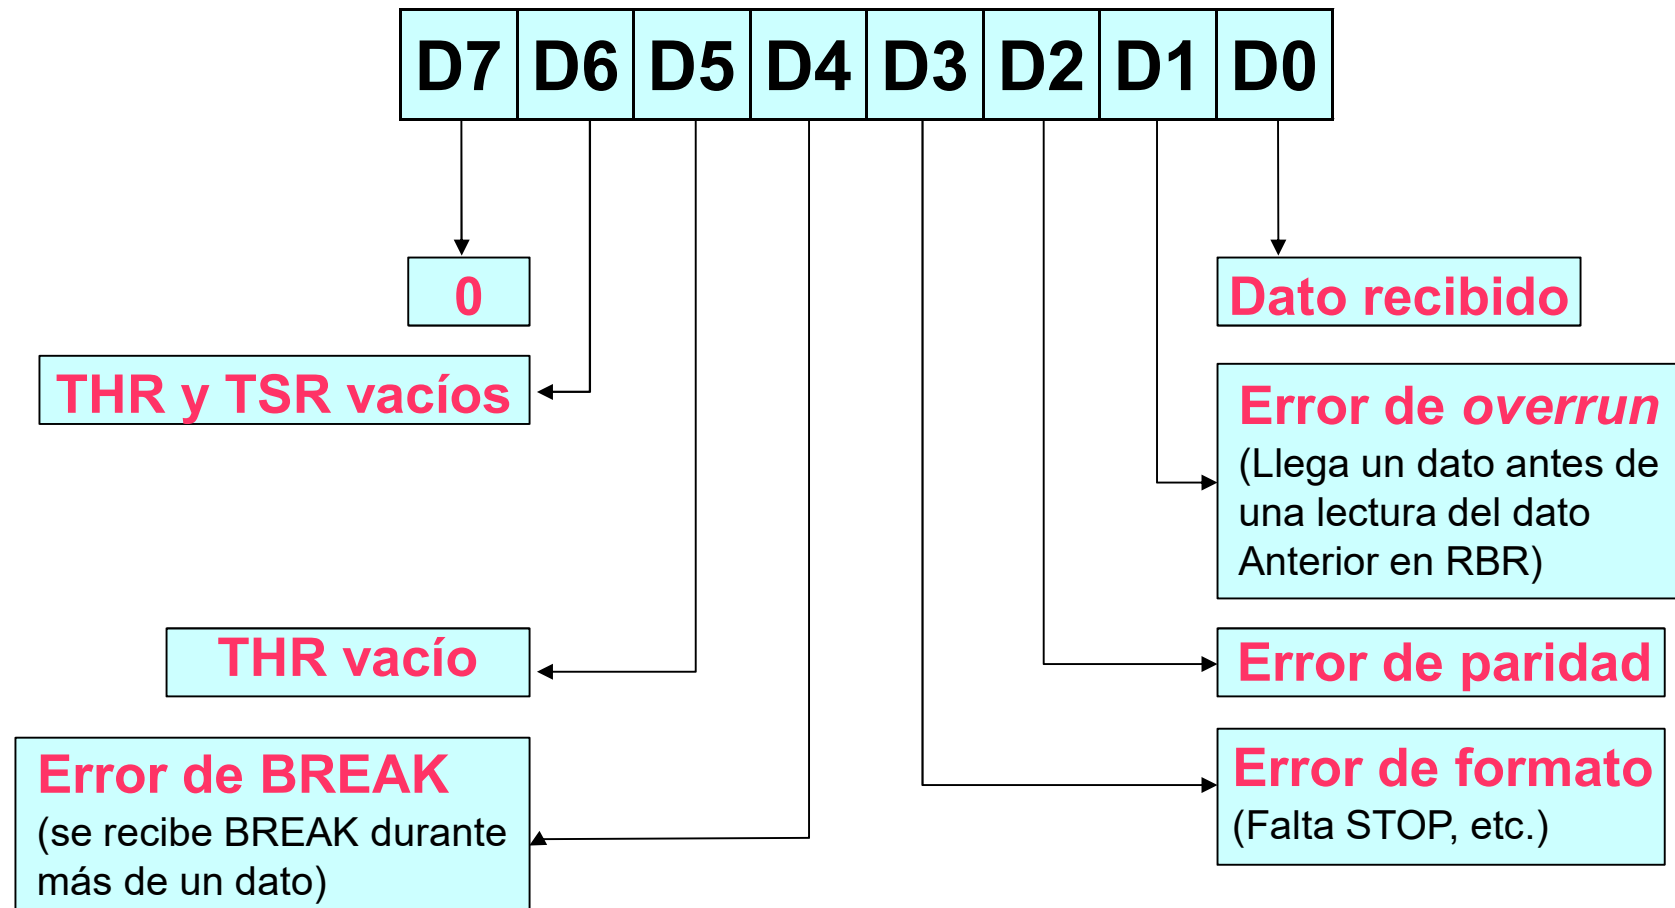 D7 D6 D5 D4 D3 D2 D1 D0
0
Dato recibido
THR y TSR vacíos
Error de overrun
(Llega un dato antes de
una lectura del dato
Anterior en RBR)
THR vacío
Error de paridad
Error de BREAK
(se recibe BREAK durante
más de un dato)
Error de formato
(Falta STOP, etc.)